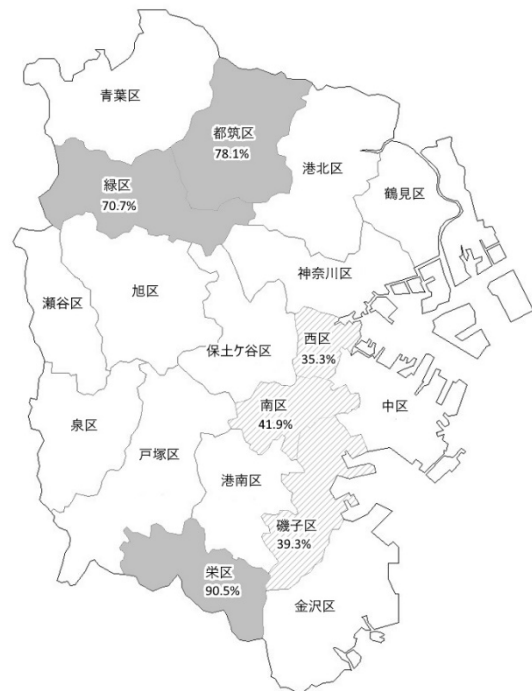 青葉区
都筑区
78.1%
港北区
緑区
70.7%
鶴見区
神奈川区
瀬谷区
旭区
保土ケ谷区
西区
35.3%
南区
41.9%
中区
泉区
戸塚区
港南区
磯子区
39.3%
栄区
90.5%
金沢区